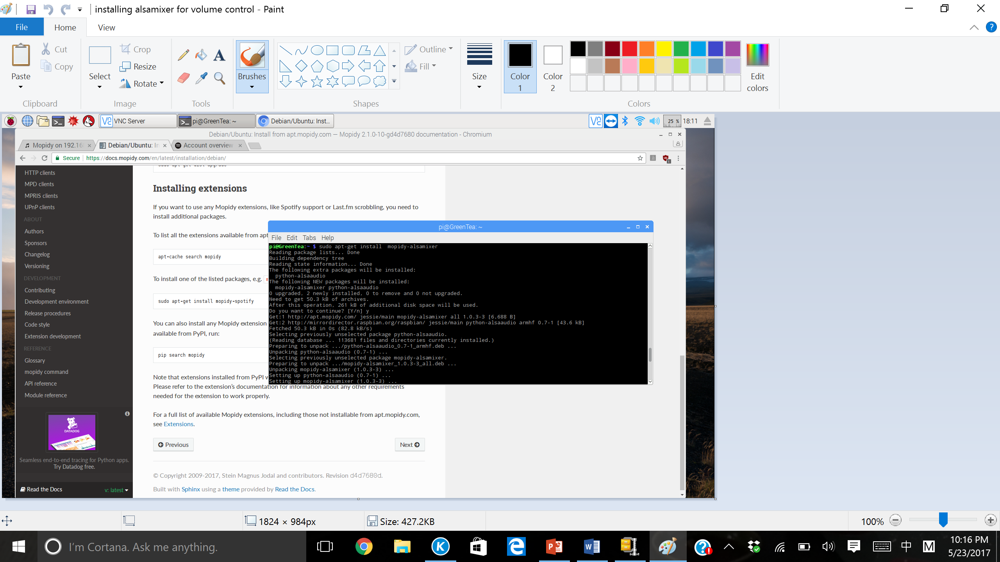 installing alsamixer for volume control - Paint
File
Home
View
Paste
Cut
Copy
Clipboard
Select
Crop
Resize
Rotate
Image
Tools
Brushes
Outline
Fill
Shapes
Size
Color
1
Color
2
Edit
colors
Colors
VNC Server
pi@GreenTea: ~
Debian/Ubuntu: Inst...
25 %
18:11
Debian/Ubuntu: Install from apt.mopidy.com — Mopidy 2.1.0-10-gd4d7680 documentation - Chromium
Mopidy on 192.16
Debian/Ubuntu: In
Account overview
Secure
https://docs.mopidy.com/en/latest/installation/debian/
HTTP clients
MPD clients
MPRIS clients
UPnP clients
ABOUT
Authors
Sponsors
Changelog
Versioning
DEVELOPMENT
Contributing
Development environment
Release procedures
Code style
Extension development
REFERENCE
Glossary
mopidy command
API reference
Module reference
DATADOG
Seamless end-to-end tracing for Python apps.
Try Datadog free.
Read the Docs
v: latest
sudo apt-get dist-upgrade
Installing extensions
If you want to use any Mopidy extensions, like Spotify support or Last.fm scrobbling, you need to
install additional packages.
To list all the extensions available from apt
apt-cache search mopidy
To install one of the listed packages, e.g.
sudo apt-get install mopidy-spotify
You can also install any Mopidy extension
available from PyPI, run:
pip search mopidy
Note that extensions installed from PyPI
Please refer to the extension's documentation for information about any other requirements
needed for the extension to work properly.
For a full list of available Mopidy extensions, including those not installable from apt.mopidy.com,
see Extensions.
Previous
Next
© Copyright 2009-2017, Stein Magnus Jodal and contributors. Revision d4d7680d.
Built with Sphinx using a theme provided by Read the Docs.
pi@GreenTea: ~
File Edit Tabs Help
pi@GreenTea:~ $ sudo apt-get install  mopidy-alsamixer
Reading package lists... Done
Building dependency tree
Reading state information... Done
The following extra packages will be installed:
python-alsaaudio
The following NEW packages will be installed:
mopidy-alsamixer python-alsaaudio
0 upgraded, 2 newly installed, 0 to remove and 0 not upgraded.
Need to get 50.3 kB of archives.
After this operation, 261 kB of additional disk space will be used.
Do you want to continue? [Y/n] y
Get:1 http://apt.mopidy.com/ jessie/main mopidy-alsamixer all 1.0.3-3 [6,688 B]
Get:2 http://mirrordirector.raspbian.org/raspbian/ jessie/main python-alsaaudio armhf 0.7-1 [43.6 kB]
Fetched 50.3 kB in 0s (82.8 kB/s)
Selecting previously unselected package python-alsaaudio.
(Reading database ... 113681 files and directories currently installed.)
Preparing to unpack .../python-alsaaudio_0.7-1_armhf.deb ...
Unpacking python-alsaaudio (0.7-1) ...
Selecting previously unselected package mopidy-alsamixer.
Preparing to unpack .../mopidy-alsamixer_1.0.3-3_all.deb ...
Unpacking mopidy-alsamixer (1.0.3-3) ...
Setting up python-alsaaudio (0.7-1) ...
Setting up mopidy-alsamixer (1.0.3-3) ...
1824 × 984px
Size: 427.2KB
100%
I'm Cortana. Ask me anything.
中
M
10:16 PM
5/23/2017